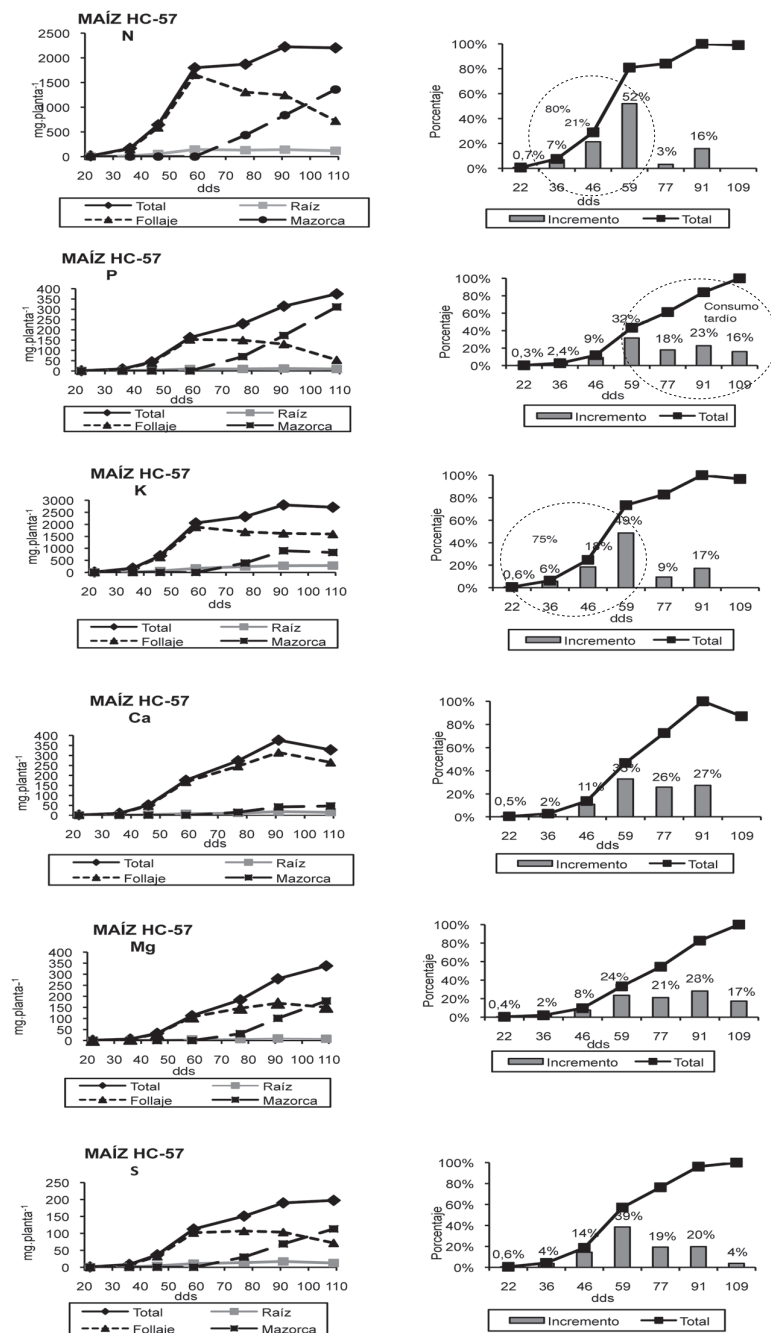 MAÍZ HC-57
N
2500
2000
1500
1000
500
0
mg.planta⁻¹
20 30 40 50 60 70 80 90 100 110
dds
Total Raíz
Follaje Mazorca
100%
80%
60%
40%
20%
0%
Porcentaje
80%
0,7% 7% 21% 52% 3% 16%
22 36 46 59 77 91 109
dds
Incremento Total
MAÍZ HC-57
P
400
350
300
250
200
150
100
50
0
mg.planta⁻¹
20 30 40 50 60 70 80 90 100 110
dds
Total Raíz
Follaje Mazorca
100%
80%
60%
40%
20%
0%
Porcentaje
Consumo
tardio
0,3% 2,4% 9% 32% 18% 23% 16%
22 36 46 59 77 91 109
dds
Incremento Total
MAÍZ HC-57
K
3000
2500
2000
1500
1000
500
0
mg.planta⁻¹
20 30 40 50 60 70 80 90 100 110
dds
Total Raíz
Follaje Mazorca
100%
80%
60%
40%
20%
0%
Porcentaje
75%
0,6% 6% 18% 49% 9% 17%
22 36 46 59 77 91 109
dds
Incremento Total
MAÍZ HC-57
Ca
400
350
300
250
200
150
100
50
0
mg.planta⁻¹
20 30 40 50 60 70 80 90 100 110
dds
Total Raíz
Follaje Mazorca
100%
80%
60%
40%
20%
0%
Porcentaje
0,5% 2% 11% 33% 26% 27%
22 36 46 59 77 91 109
dds
Incremento Total
MAÍZ HC-57
Mg
400
350
300
250
200
150
100
50
0
mg.planta-¹
20 30 40 50 60 70 80 90 100 110
dds
Total Raíz
Follaje Mazorca
100%
80%
60%
40%
20%
0%
Porcentaje
0,4% 2% 8% 24% 21% 28% 17%
22 36 46 59 77 91 109
dds
Incremento Total
MAÍZ HC-57
S
250
200
150
100
50
0
mg.planta⁻¹
20 30 40 50 60 70 80 90 100 110
dds
Total Raíz
Follaje Mazorca
100%
80%
60%
40%
20%
0%
Porcentaje
0,6% 4% 14% 39% 19% 20% 4%
22 36 46 59 77 91 109
dds
Incremento Total